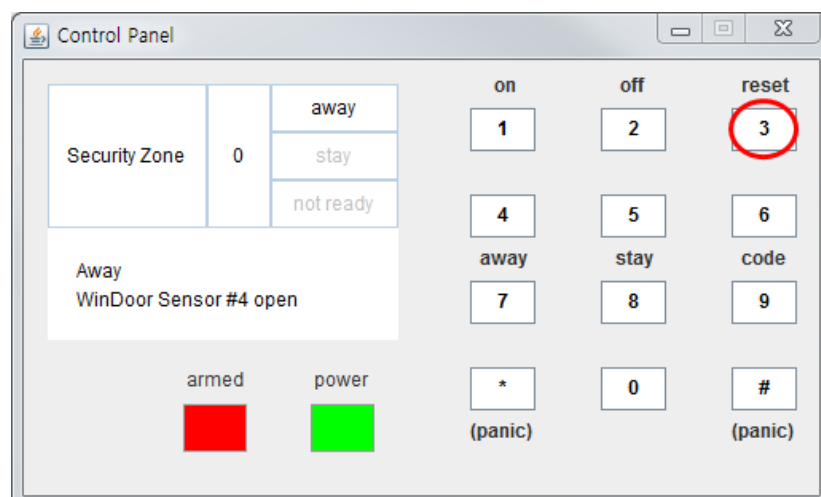 Control Panel
Security Zone
0
away
stay
not ready
Away
WinDoor Sensor #4 open
armed
power
on
off
reset
1
2
3
4
5
6
away
stay
code
7
8
9
*
0
#
(panic)
(panic)